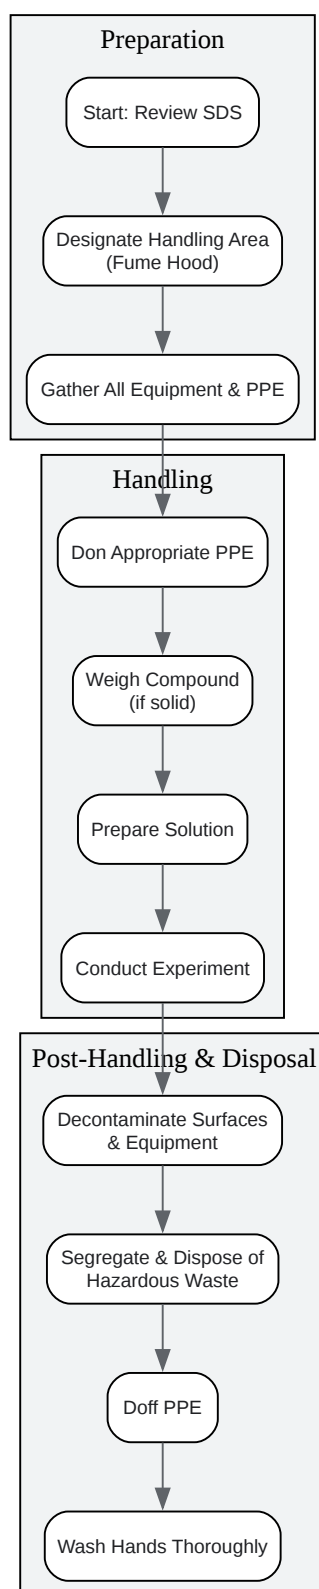 Preparation
Start: Review SDS
Designate Handling Area
(Fume Hood)
Gather All Equipment & PPE
Handling
Don Appropriate PPE
Weigh Compound
(if solid)
Prepare Solution
Conduct Experiment
Post-Handling & Disposal
Decontaminate Surfaces
& Equipment
Segregate & Dispose of
Hazardous Waste
Doff PPE
Wash Hands Thoroughly